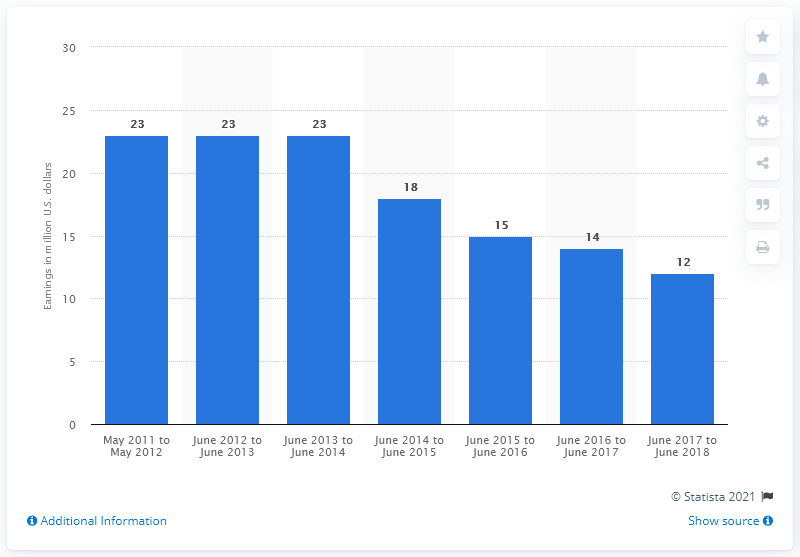 30
25
20
15
10
5
0
Earnings in million U.S. dollars
23
23
23
18
15
14
12
May 2011 to
May 2012
June 2012 to
June 2013
June 2013 to
June 2014
June 2014 to
June 2015
June 2015 to
June 2016
June 2016 to
June 2017
June 2017 to
June 2018
© Statista 2021
Additional Information
Show source